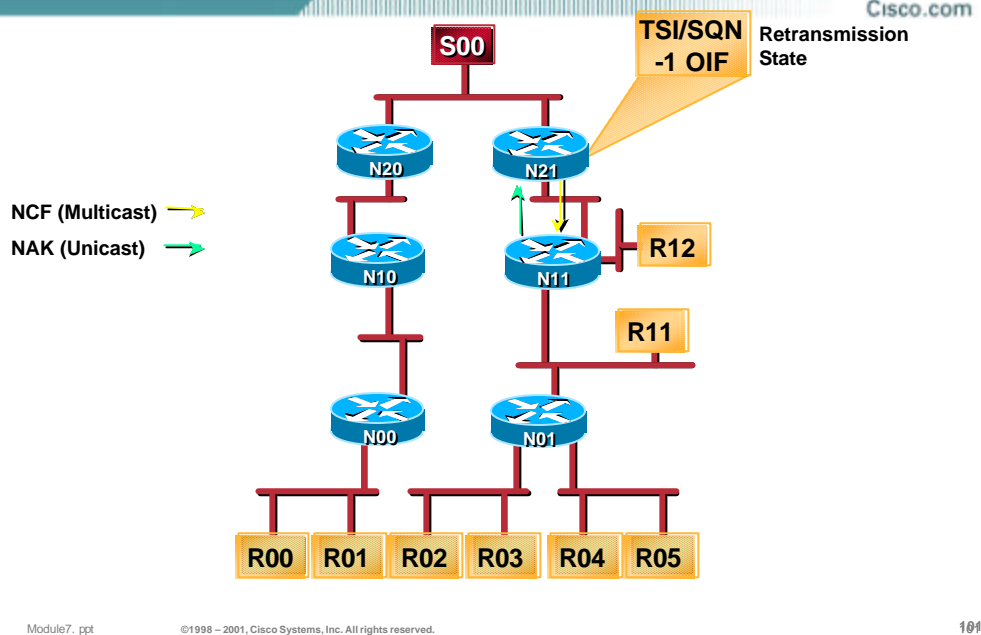 Cisco.com
S00
TSI/SQN
-1 OIF
Retransmission
State
N20
N21
NCF (Multicast)
NAK (Unicast)
N10
N11
R12
R11
N00
N01
R00
R01
R02
R03
R04
R05
Module7. ppt
©1998 – 2001, Cisco Systems, Inc. All rights reserved.